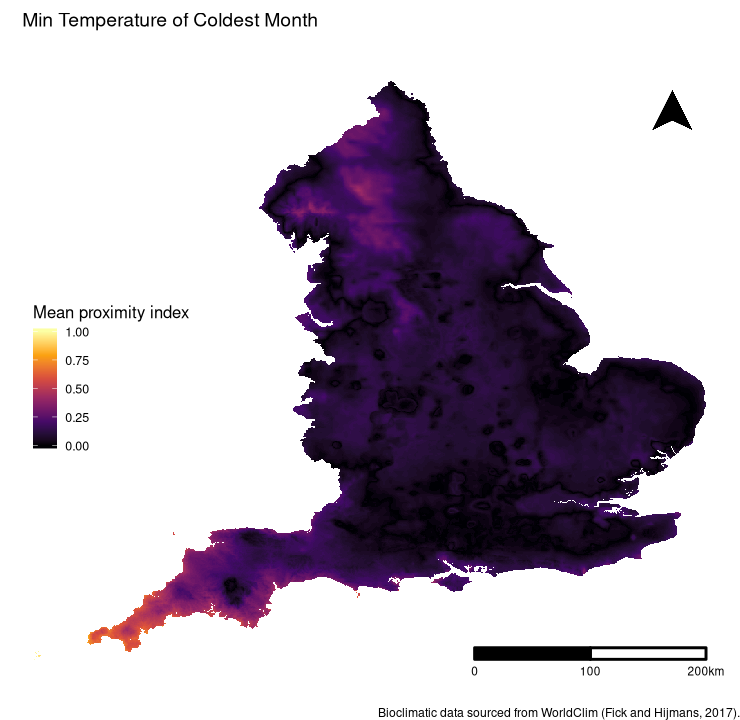 Min Temperature of Coldest Month
Mean proximity index
1.00
0.75
0.50
0.25
0.00
0 100 200km
Bioclimatic data sourced from WorldClim (Fick and Hijmans, 2017).